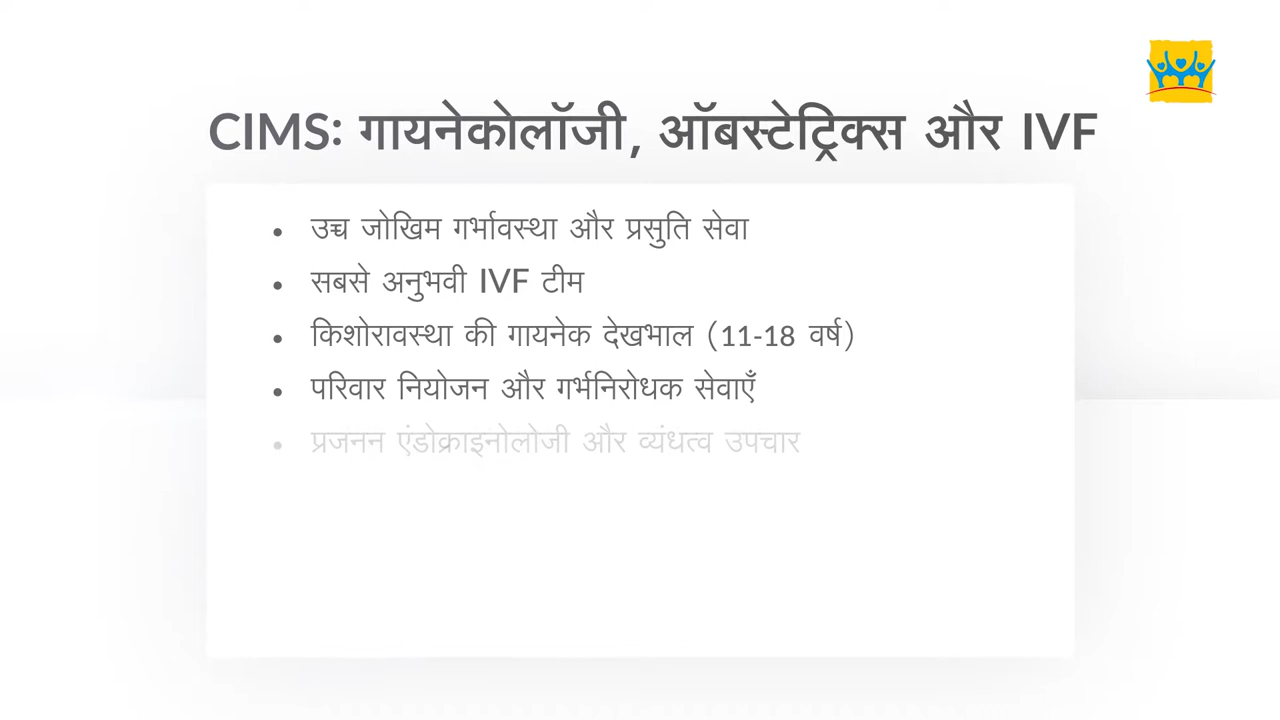 CIMS: गायनेकोलॉजी, ऑबस्टेट्रिक्स और IVF
• उच्च जोखिम गर्भावस्था और प्रसुति सेवा
• सबसे अनुभवी IVF टीम
• किशोरावस्था की गायनेक देखभाल (11-18 वर्ष)
• परिवार नियोजन और गर्भनिरोधक सेवाएँ
• प्रजनन एंडोक्राइनोलोजी और व्यंधत्व उपचार